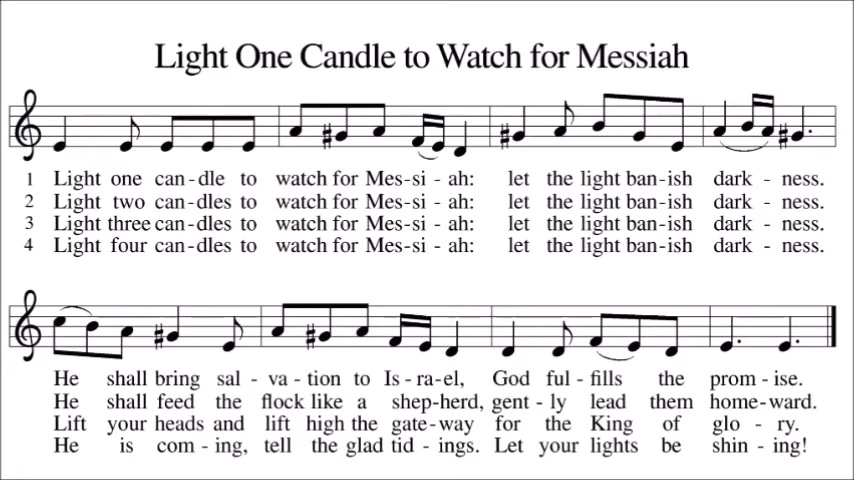 Light One Candle to Watch for Messiah
1 Light one can - dle to watch for Mes - si - ah: let the light ban - ish dark - ness.
2 Light two can - dles to watch for Mes - si - ah: let the light ban - ish dark - ness.
3 Light three can - dles to watch for Mes - si - ah: let the light ban - ish dark - ness.
4 Light four can - dles to watch for Mes - si - ah: let the light ban - ish dark - ness.
He shall bring sal - va - tion to Is - ra - el, God ful - fills the prom - ise.
He shall feed the flock like a shep - herd, gent - ly lead them home - ward.
Lift your heads and lift high the gate - way for the King of glo - ry.
He is com - ing, tell the glad tid - ings. Let your lights be shin - ing!